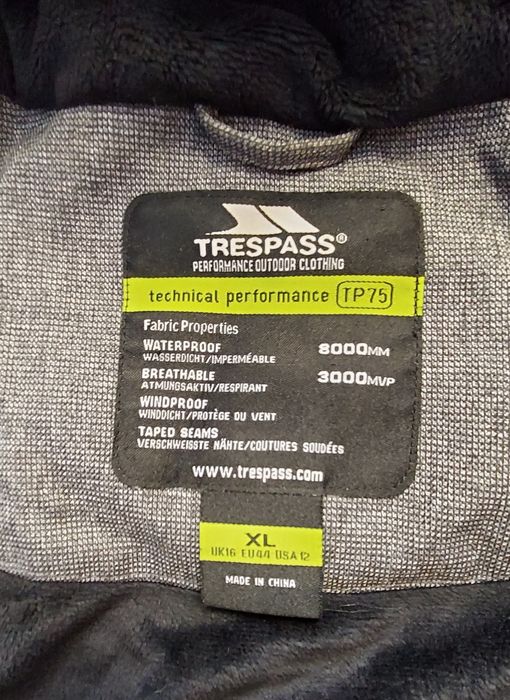 TRESPASS®
PERFORMANCE OUTDOOR CLOTHING
technical performance TP75
Fabric Properties
WATERPROOF 8000MM
WASSERDICHT/IMPERMÉABLE
BREATHABLE 3000MVP
ATMUNGSAKTIV/RESPIRANT
WINDPROOF
WINDDICHT/PROTÈGE DU VENT
TAPED SEAMS
VERSCHWEISSTE NÄHTE/COUTURES SOUDÉES
www.trespass.com
XL
UK16 EU44 USA12
MADE IN CHINA